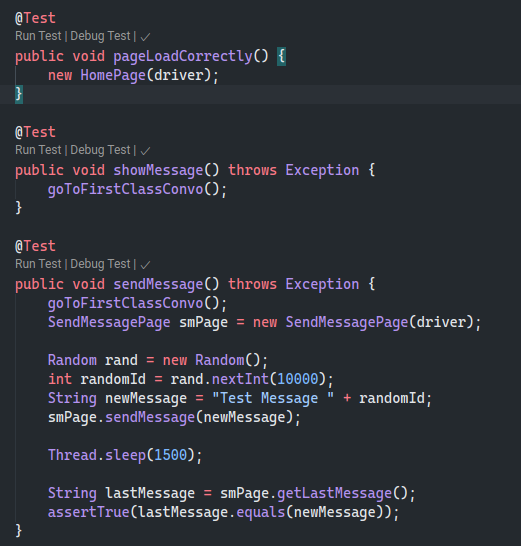 @Test
Run Test | Debug Test | ✓
public void pageLoadCorrectly() {
    new HomePage(driver);
}
@Test
Run Test | Debug Test | ✓
public void showMessage() throws Exception {
    goToFirstClassConvo();
}
@Test
Run Test | Debug Test | ✓
public void sendMessage() throws Exception {
    goToFirstClassConvo();
    SendMessagePage smPage = new SendMessagePage(driver);
    Random rand = new Random();
    int randomId = rand.nextInt(10000);
    String newMessage = "Test Message " + randomId;
    smPage.sendMessage(newMessage);
    Thread.sleep(1500);
    String lastMessage = smPage.getLastMessage();
    assertTrue(lastMessage.equals(newMessage));
}